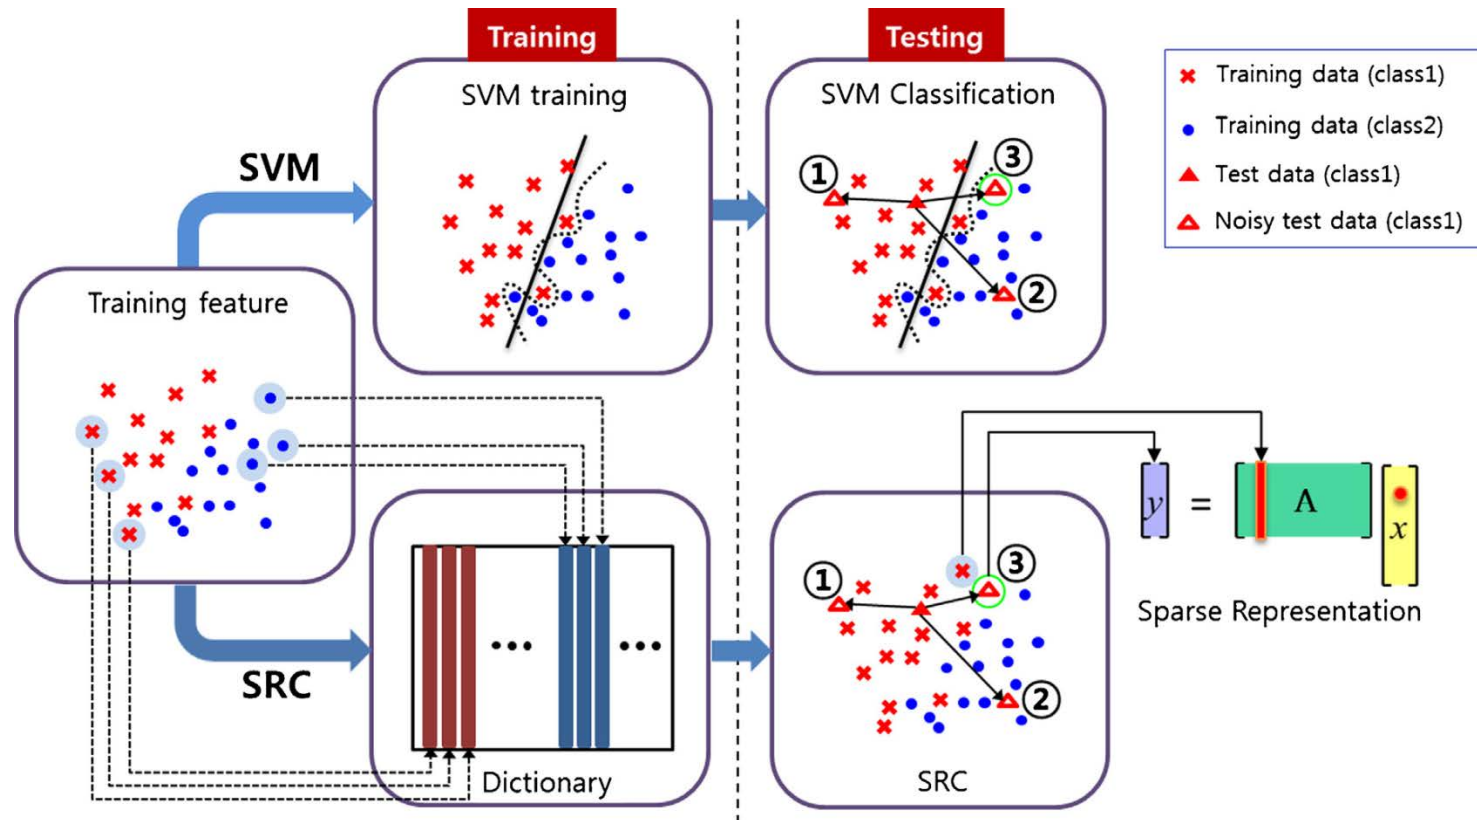 Training
Testing
SVM training
SVM Classification
Training data (class1)
Training data (class2)
Test data (class1)
Noisy test data (class1)
SVM
①
③
②
Training feature
SRC
Dictionary
①
③
②
SRC
y = Λ x
Sparse Representation